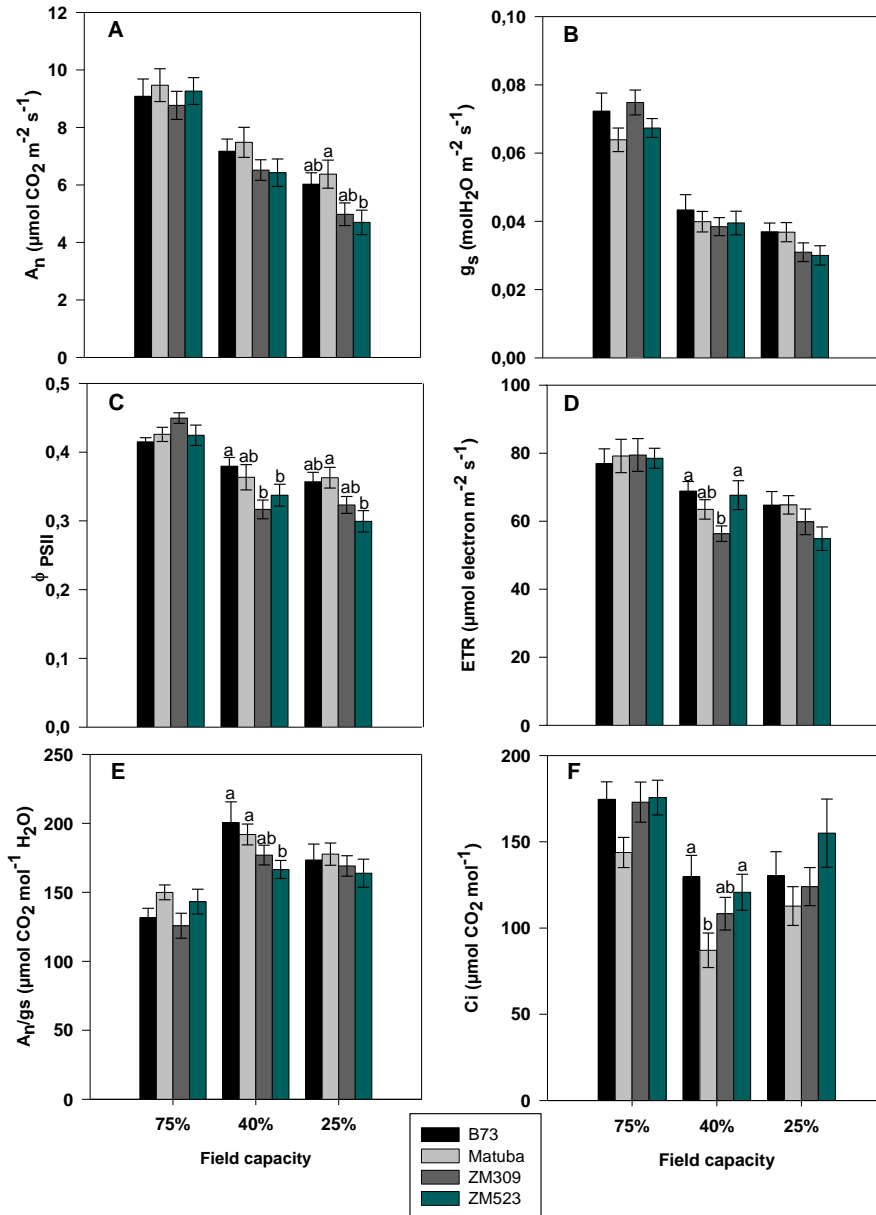 A
12
10
8
6
4
2
0
An (µmol CO2 m-2 s-1)
ab
a
ab
b
B
0,10
0,08
0,06
0,04
0,02
0,00
gs (molH2O m-2 s-1)
C
0,5
0,4
0,3
0,2
0,1
0,0
ϕ PSII
a
ab
b
b
ab
a
ab
b
D
100
80
60
40
20
0
ETR (µmol electron m-2 s-1)
a
ab
b
a
E
250
200
150
100
50
0
An/gs (µmol CO2 mol-1 H2O)
a
a
ab
b
75% 40% 25%
Field capacity
F
200
150
100
50
0
Ci (µmol CO2 mol-1)
a
b
ab
a
75% 40% 25%
Field capacity
B73
Matuba
ZM309
ZM523